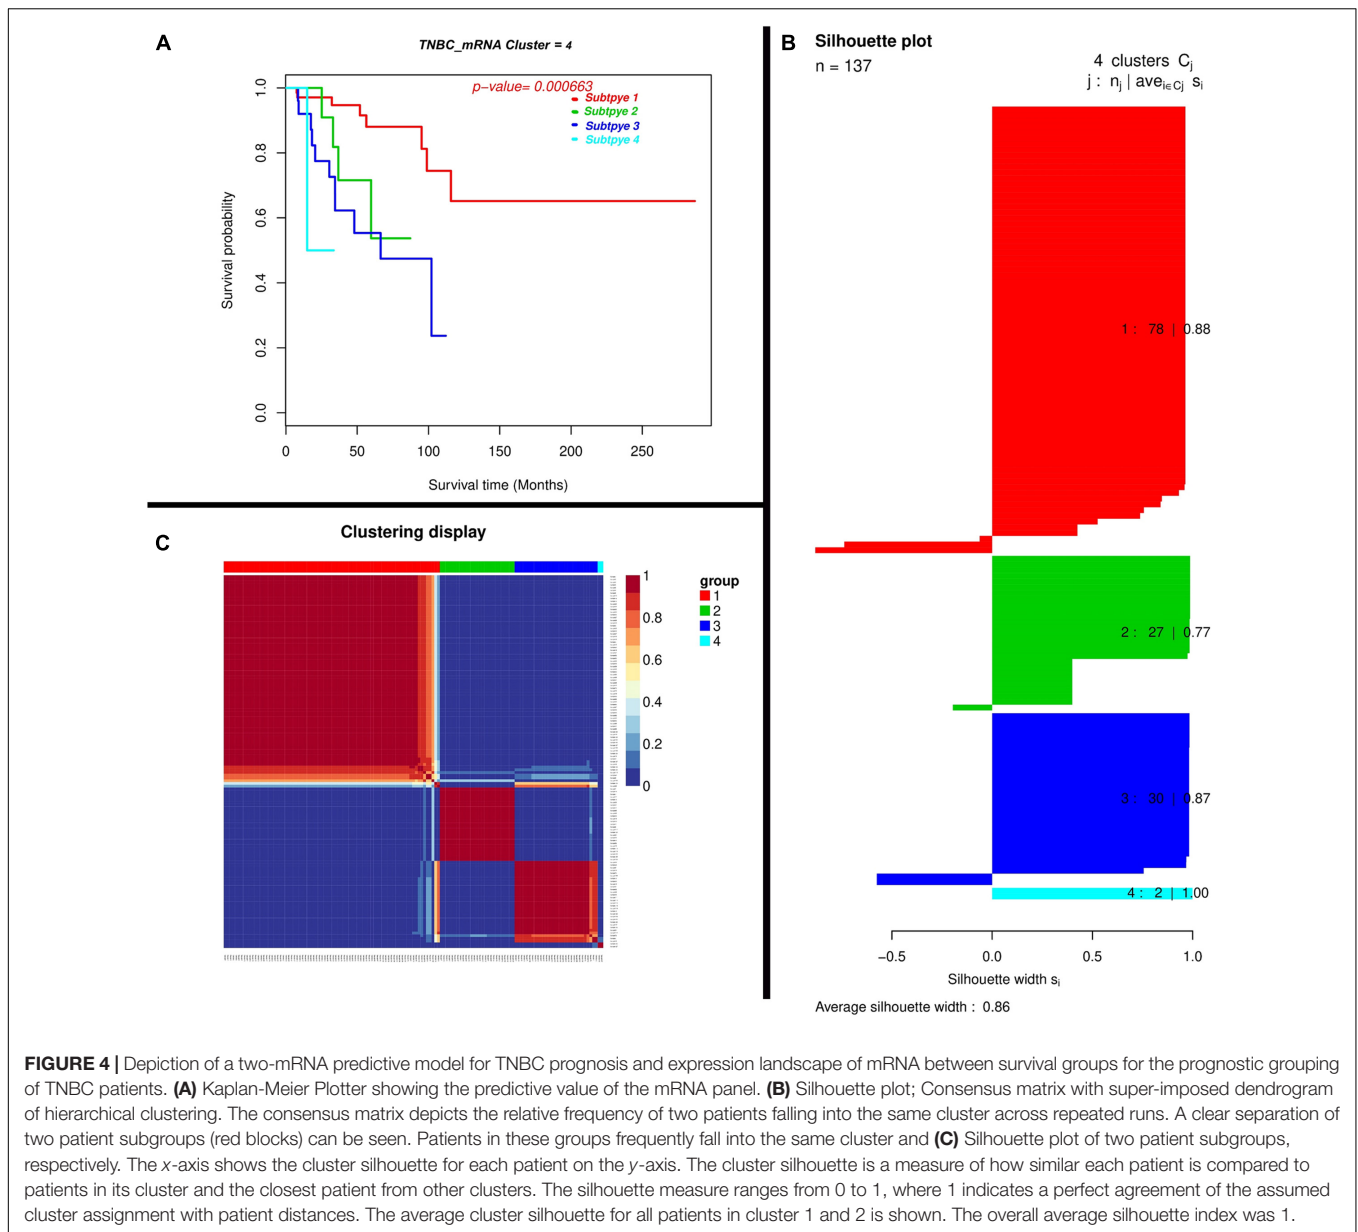 A
TNBC_mRNA Cluster = 4
p-value= 0.000663
Subtpye 1
Subtpye 2
Subtpye 3
Subtpye 4
Survival probability
1.0
0.8
0.6
0.4
0.2
0.0
0 50 100 150 200 250
Survival time (Months)
B
Silhouette plot
n = 137
4 clusters Cj
j : nj | avei∈Cj si
1 : 78 | 0.88
2 : 27 | 0.77
3 : 30 | 0.87
4 : 2 | 1.00
−0.5 0.0 0.5 1.0
Silhouette width si
Average silhouette width : 0.86
C
Clustering display
1
0.8
0.6
0.4
0.2
0
group
1
2
3
4
FIGURE 4 | Depiction of a two-mRNA predictive model for TNBC prognosis and expression landscape of mRNA between survival groups for the prognostic grouping
of TNBC patients. (A) Kaplan-Meier Plotter showing the predictive value of the mRNA panel. (B) Silhouette plot; Consensus matrix with super-imposed dendrogram
of hierarchical clustering. The consensus matrix depicts the relative frequency of two patients falling into the same cluster across repeated runs. A clear separation of
two patient subgroups (red blocks) can be seen. Patients in these groups frequently fall into the same cluster and (C) Silhouette plot of two patient subgroups,
respectively. The x-axis shows the cluster silhouette for each patient on the y-axis. The cluster silhouette is a measure of how similar each patient is compared to
patients in its cluster and the closest patient from other clusters. The silhouette measure ranges from 0 to 1, where 1 indicates a perfect agreement of the assumed
cluster assignment with patient distances. The average cluster silhouette for all patients in cluster 1 and 2 is shown. The overall average silhouette index was 1.